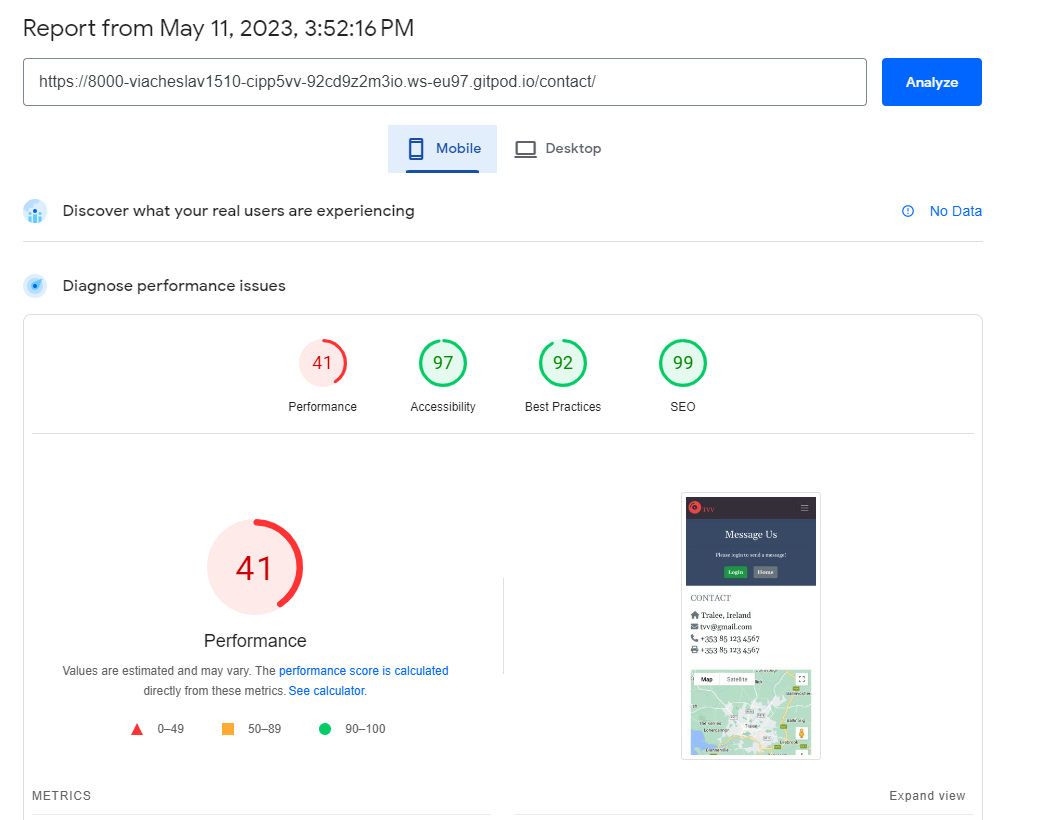 Report from May 11, 2023, 3:52:16 PM
https://8000-viacheslav1510-cipp5vv-92cd9z2m3io.ws-eu97.gitpod.io/contact/
Analyze
Mobile
Desktop
Discover what your real users are experiencing
No Data
Diagnose performance issues
41
97
92
99
Performance
Accessibility
Best Practices
SEO
41
Performance
Values are estimated and may vary. The performance score is calculated
directly from these metrics. See calculator.
0–49
50–89
90–100
TVV
Message Us
Please login to send a message!
Login
Home
CONTACT
Tralee, Ireland
tvv@gmail.com
+353 85 123 4567
+353 85 123 4567
Map
Satellite
Tralee
METRICS
Expand view